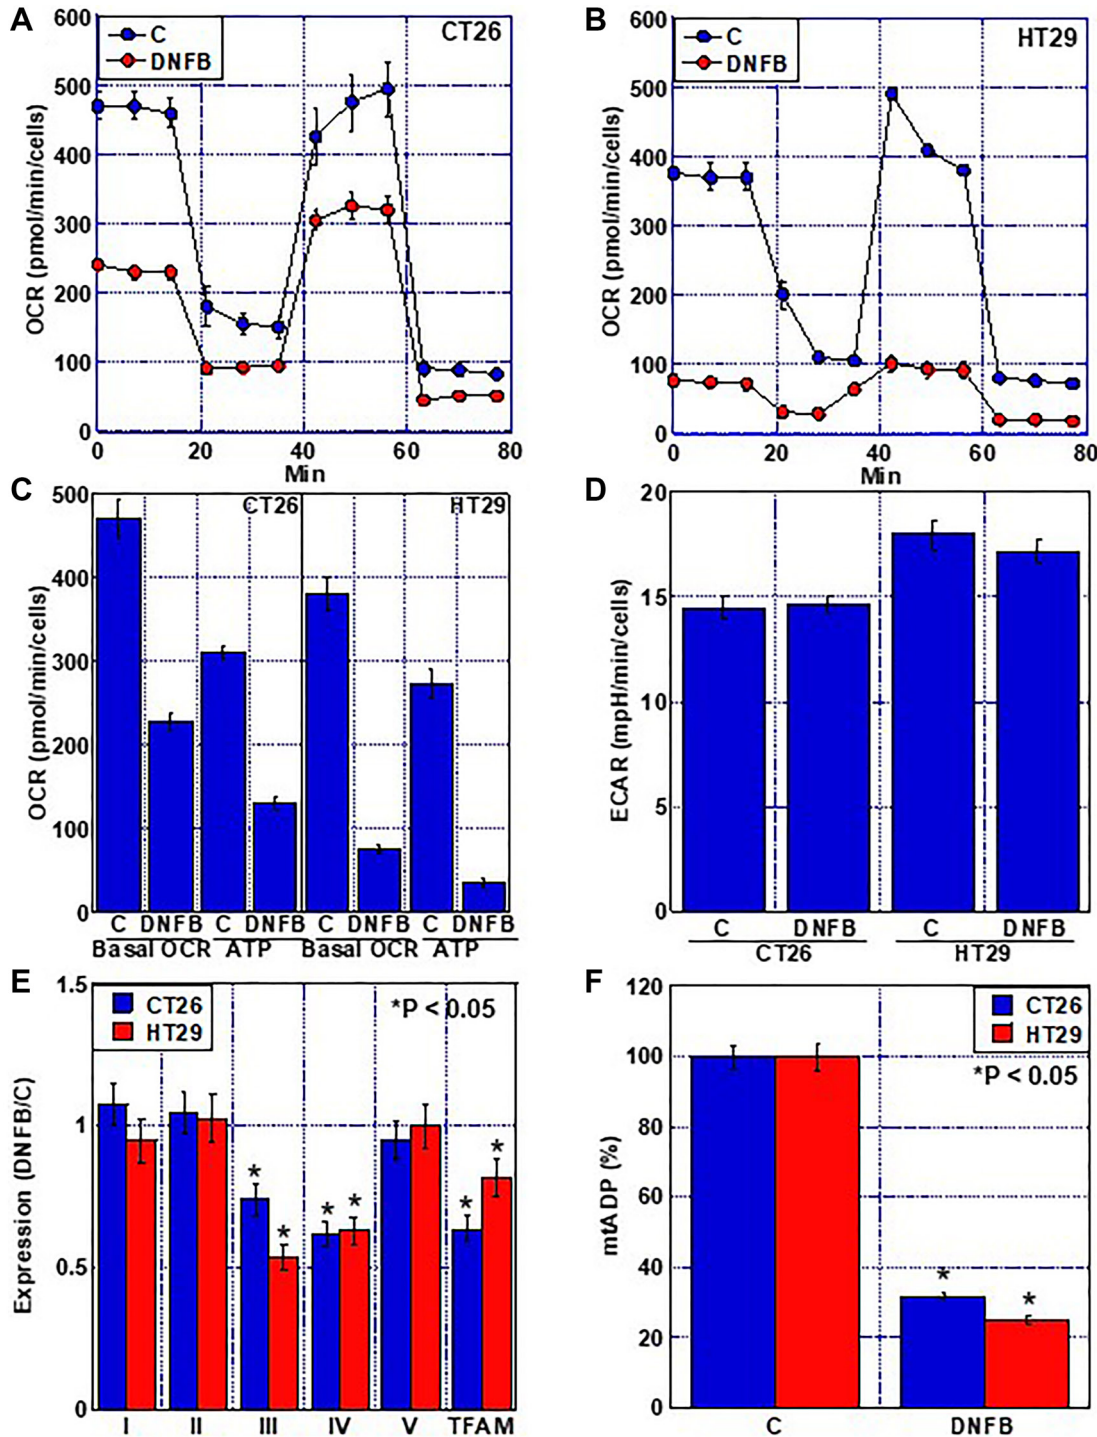 A
600
500
400
300
200
100
0
OCR (pmol/min/cells)
C
DNFB
CT26
0 20 40 60 80
Min
B
600
500
400
300
200
100
0
OCR (pmol/min/cells)
C
DNFB
HT29
0 20 40 60 80
Min
C
500
400
300
200
100
0
OCR (pmol/min/cells)
CT26 HT29
C DNFB C DNFB C DNFB C DNFB
Basal OCR ATP Basal OCR ATP
D
20
15
10
5
0
ECAR (mpH/min/cells)
C DNFB C DNFB
CT26 HT29
E
1.5
1
0.5
0
Expression (DNFB/C)
CT26
HT29
*P < 0.05
* * * * * *
I II III IV V TFAM
F
120
100
80
60
40
20
0
mtADP (%)
CT26
HT29
*P < 0.05
* *
C DNFB